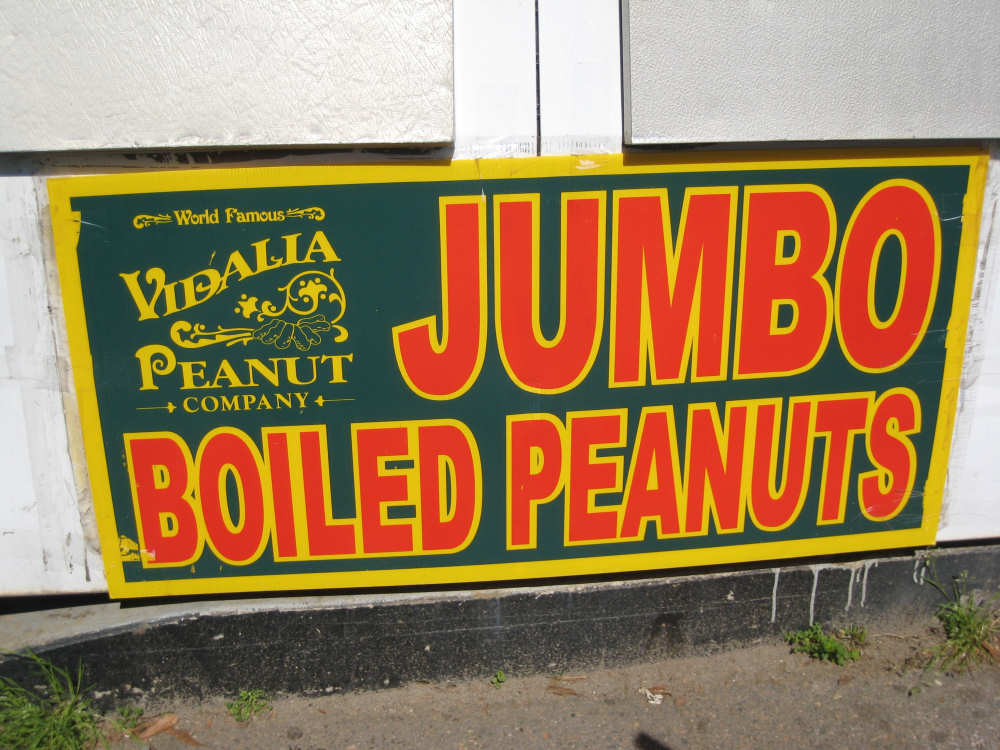 World Famous
VIDALIA
PEANUT
COMPANY
JUMBO
BOILED PEANUTS